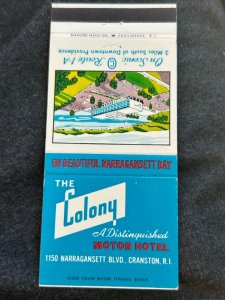 On Scenic Route 1-A
3 Miles South of Downtown Providence
ON BEAUTIFUL NARRAGANSETT BAY
THE
Colony
A Distinguished
MOTOR HOTEL
1150 NARRAGANSETT BLVD., CRANSTON, R.I.
CLOSE COVER BEFORE STRIKING MATCH